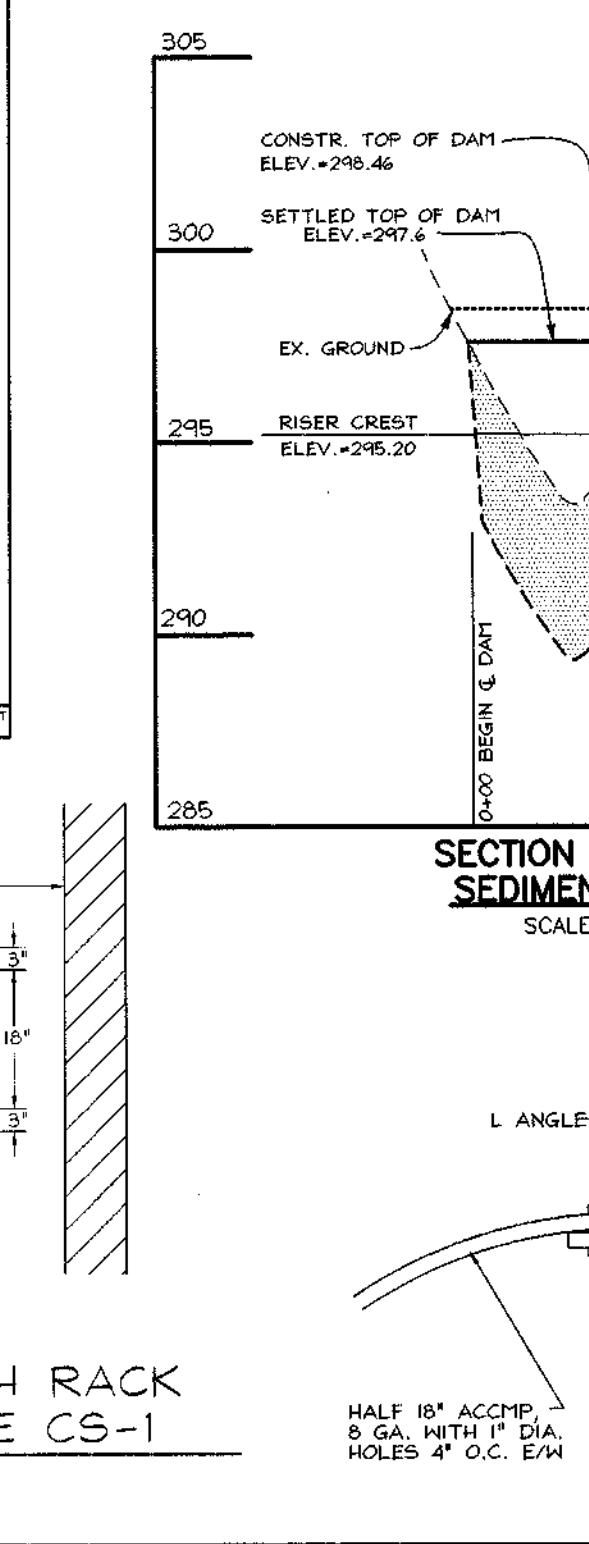 305
CONSTR. TOP OF DAM
ELEV.=298.46
SETTLED TOP OF DAM
ELEV.=297.6
300
EX. GROUND
RISER CREST
295
ELEV.=295.20
290
0+00 BEGIN ℄ DAM
285
SECTION
SEDIMEN
SCALE
3"
18"
3"
L ANGLE
H RACK
E CS-1
HALF 18" ACCMP,
8 GA. WITH 1" DIA.
HOLES 4" O.C. E/W